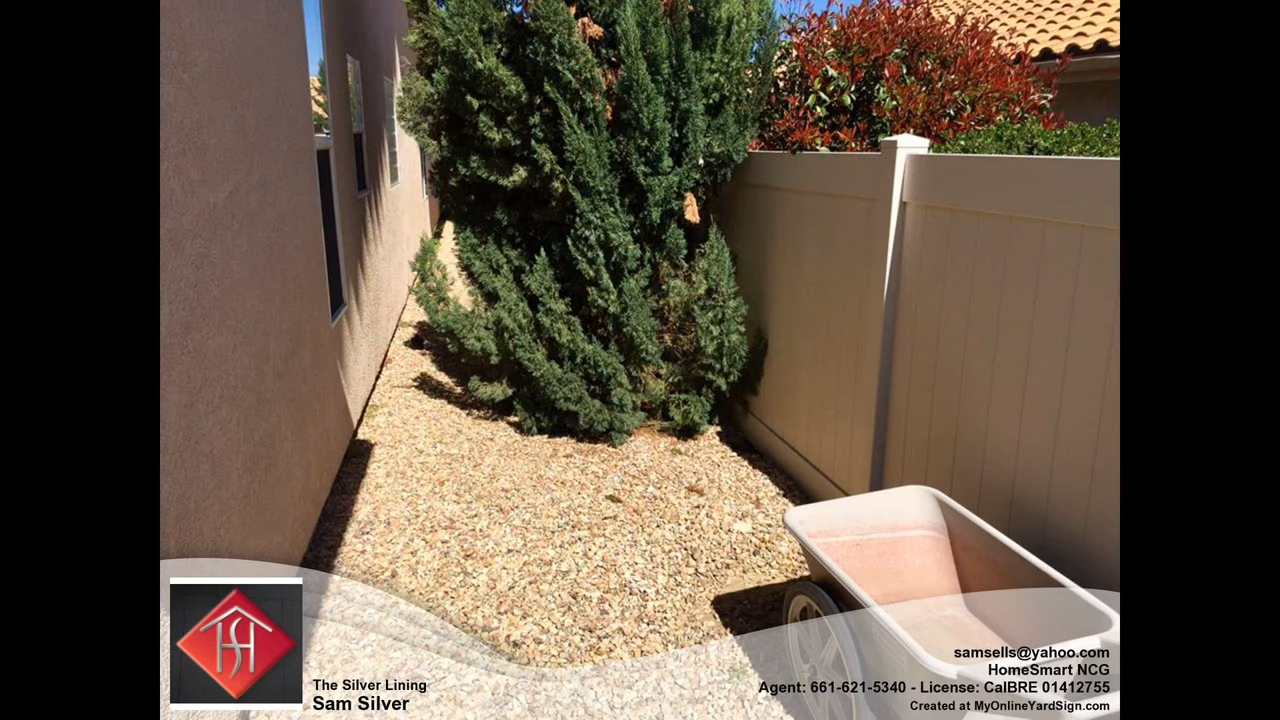 The Silver Lining
Sam Silver
samsells@yahoo.com
HomeSmart NCG
Agent: 661-621-5340 - License: CalBRE 01412755
Created at MyOnlineYardSign.com